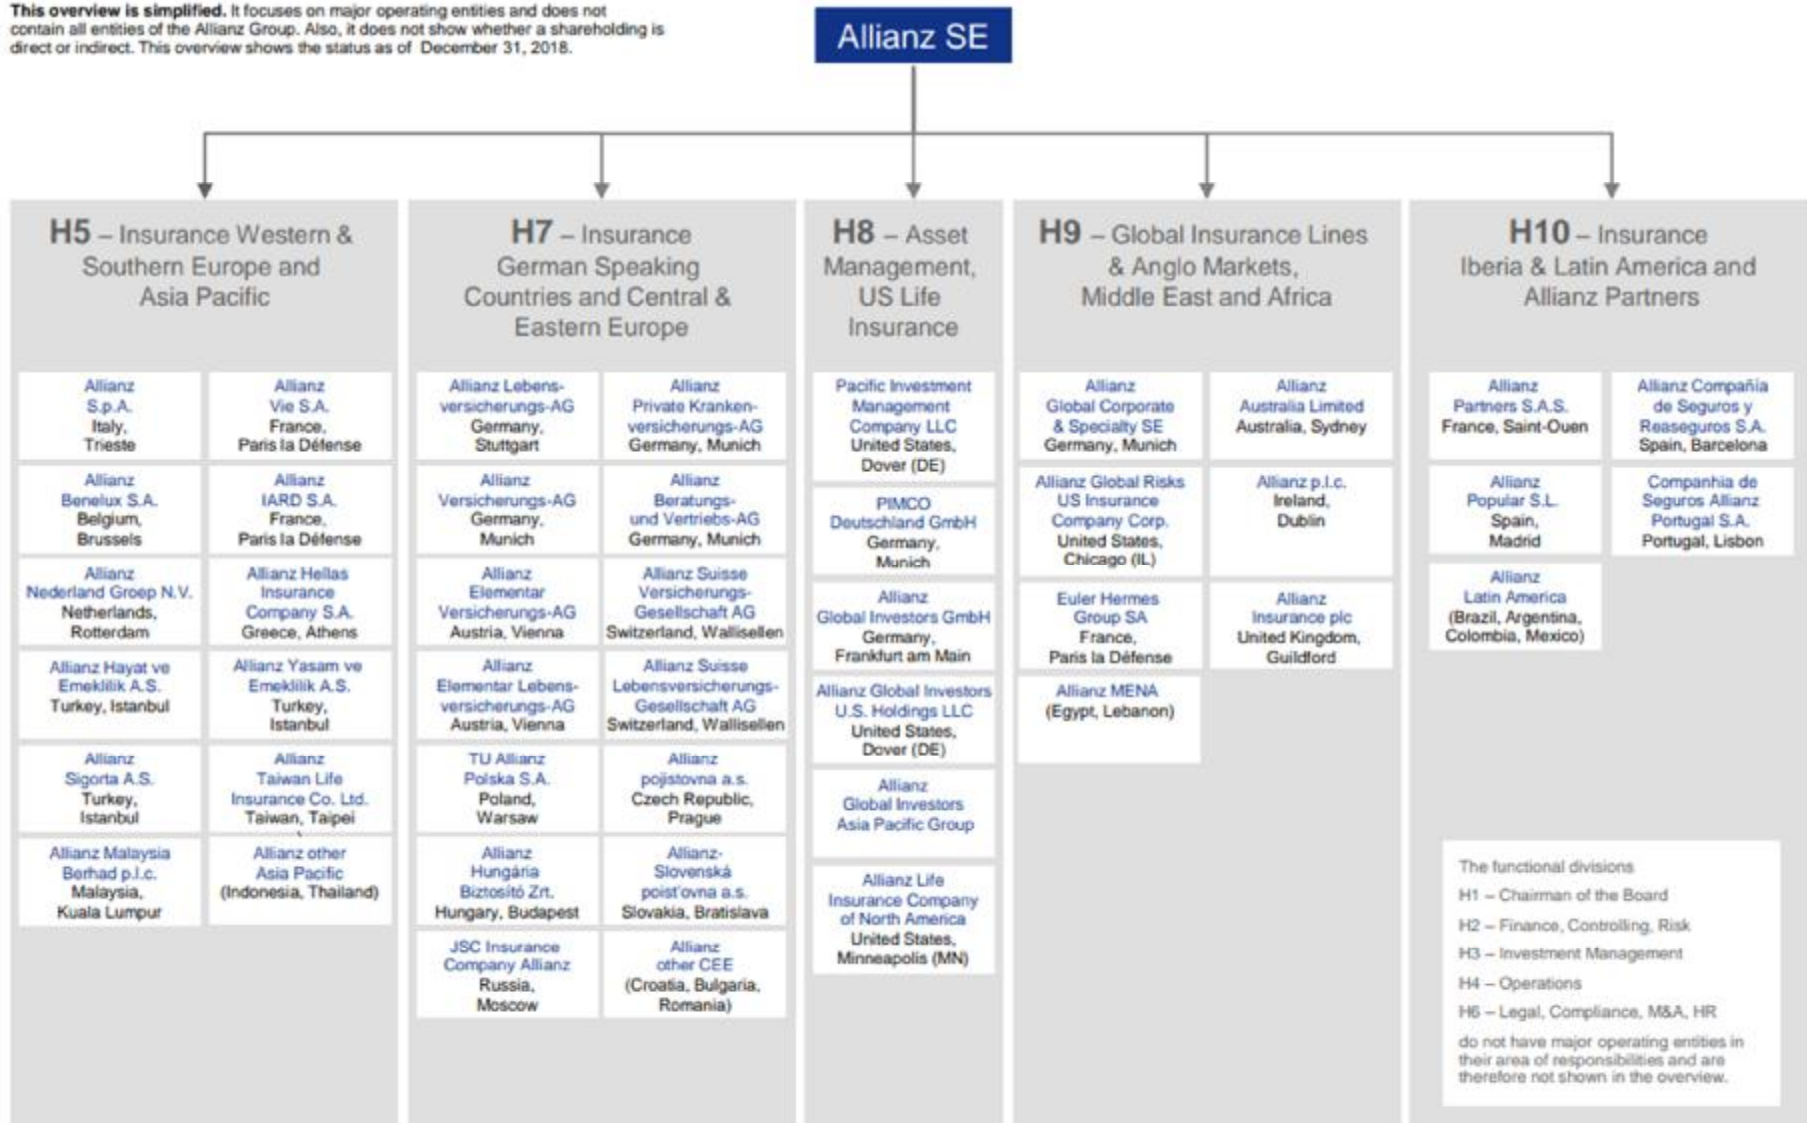 This overview is simplified. It focuses on major operating entities and does not
contain all entities of the Allianz Group. Also, it does not show whether a shareholding is
direct or indirect. This overview shows the status as of December 31, 2018.
Allianz SE
H5 – Insurance Western &
Southern Europe and
Asia Pacific
Allianz
S.p.A.
Italy,
Trieste
Allianz
Vie S.A.
France,
Paris la Défense
Allianz
Benelux S.A.
Belgium,
Brussels
Allianz
IARD S.A.
France,
Paris la Défense
Allianz
Nederland Groep N.V.
Netherlands,
Rotterdam
Allianz Hellas
Insurance
Company S.A.
Greece, Athens
Allianz Hayat ve
Emeklilik A.S.
Turkey, Istanbul
Allianz Yasam ve
Emeklilik A.S.
Turkey,
Istanbul
Allianz
Sigorta A.S.
Turkey,
Istanbul
Allianz
Taiwan Life
Insurance Co. Ltd.
Taiwan, Taipei
Allianz Malaysia
Berhad p.l.c.
Malaysia,
Kuala Lumpur
Allianz other
Asia Pacific
(Indonesia, Thailand)
H7 – Insurance
German Speaking
Countries and Central &
Eastern Europe
Allianz Lebens-
versicherungs-AG
Germany,
Stuttgart
Allianz
Private Kranken-
versicherungs-AG
Germany, Munich
Allianz
Versicherungs-AG
Germany,
Munich
Allianz
Beratungs-
und Vertriebs-AG
Germany, Munich
Allianz
Elementar
Versicherungs-AG
Austria, Vienna
Allianz Suisse
Versicherungs-
Gesellschaft AG
Switzerland, Wallisellen
Allianz
Elementar Lebens-
versicherungs-AG
Austria, Vienna
Allianz Suisse
Lebensversicherungs-
Gesellschaft AG
Switzerland, Wallisellen
TU Allianz
Polska S.A.
Poland,
Warsaw
Allianz
pojistovna a.s.
Czech Republic,
Prague
Allianz
Hungária
Biztosító Zrt.
Hungary, Budapest
Allianz-
Slovenská
poist'ovna a.s.
Slovakia, Bratislava
JSC Insurance
Company Allianz
Russia,
Moscow
Allianz
other CEE
(Croatia, Bulgaria,
Romania)
H8 – Asset
Management,
US Life
Insurance
Pacific Investment
Management
Company LLC
United States,
Dover (DE)
PIMCO
Deutschland GmbH
Germany,
Munich
Allianz
Global Investors GmbH
Germany,
Frankfurt am Main
Allianz Global Investors
U.S. Holdings LLC
United States,
Dover (DE)
Allianz
Global Investors
Asia Pacific Group
Allianz Life
Insurance Company
of North America
United States,
Minneapolis (MN)
H9 – Global Insurance Lines
& Anglo Markets,
Middle East and Africa
Allianz
Global Corporate
& Specialty SE
Germany, Munich
Allianz
Australia Limited
Australia, Sydney
Allianz Global Risks
US Insurance
Company Corp.
United States,
Chicago (IL)
Allianz p.l.c.
Ireland,
Dublin
Euler Hermes
Group SA
France,
Paris la Défense
Allianz
Insurance plc
United Kingdom,
Guildford
Allianz MENA
(Egypt, Lebanon)
H10 – Insurance
Iberia & Latin America and
Allianz Partners
Allianz
Partners S.A.S.
France, Saint-Ouen
Allianz Compañía
de Seguros y
Reaseguros S.A.
Spain, Barcelona
Allianz
Popular S.L.
Spain,
Madrid
Companhia de
Seguros Allianz
Portugal S.A.
Portugal, Lisbon
Allianz
Latin America
(Brazil, Argentina,
Colombia, Mexico)
The functional divisions
H1 – Chairman of the Board
H2 – Finance, Controlling, Risk
H3 – Investment Management
H4 – Operations
H6 – Legal, Compliance, M&A, HR
do not have major operating entities in
their area of responsibilities and are
therefore not shown in the overview.